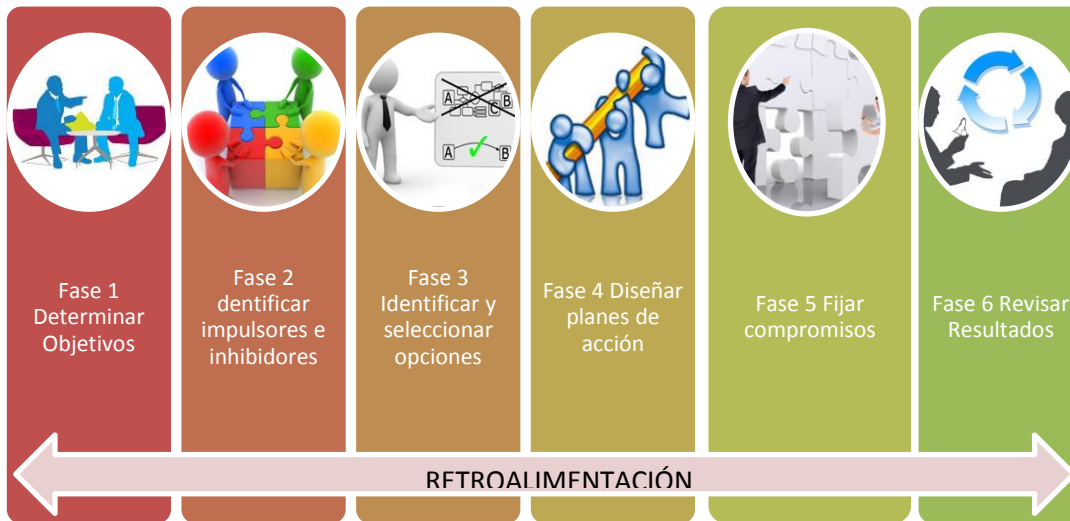 A
B
C
A
B
Fase 1
Determinar
Objetivos
Fase 2
dentificar
impulsores e
inhibidores
Fase 3
Identificar y
seleccionar
opciones
Fase 4 Diseñar
planes de
acción
Fase 5 Fijar
compromisos
Fase 6 Revisar
Resultados
RETROALIMENTACIÓN